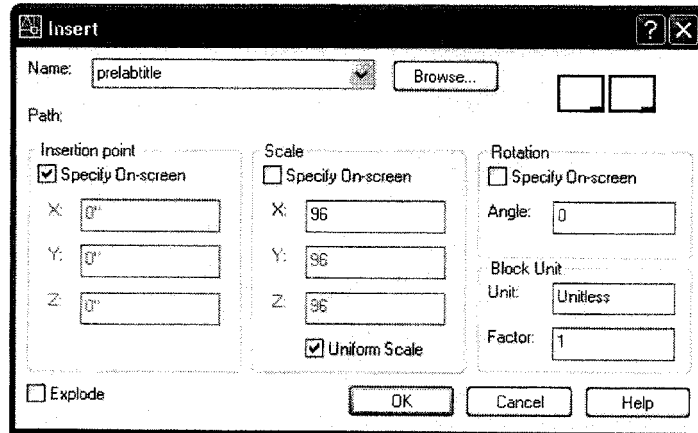 Insert
Name: prelabtitle Browse...
Path:
Insertion point
Specify On-screen
X: 0"
Y: 0"
Z: 0"
Scale
Specify On-screen
X: 96
Y: 96
Z: 96
Uniform Scale
Rotation
Specify On-screen
Angle: 0
Block Unit
Unit: Unitless
Factor: 1
Explode
OK Cancel Help